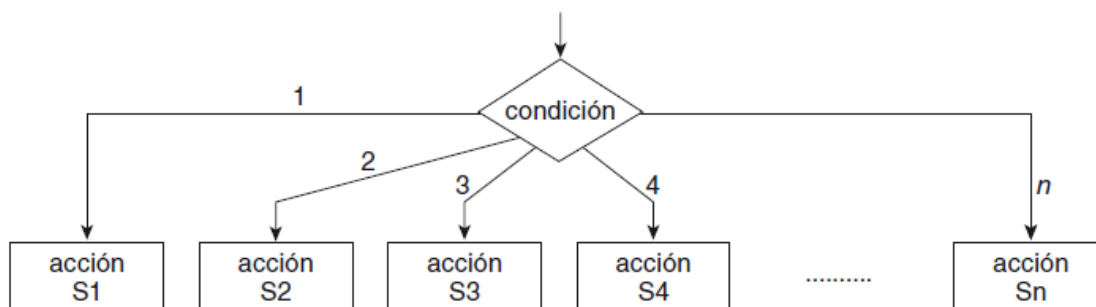 condición
1
2
3
4
n
acción
S1
acción
S2
acción
S3
acción
S4
..........
acción
Sn